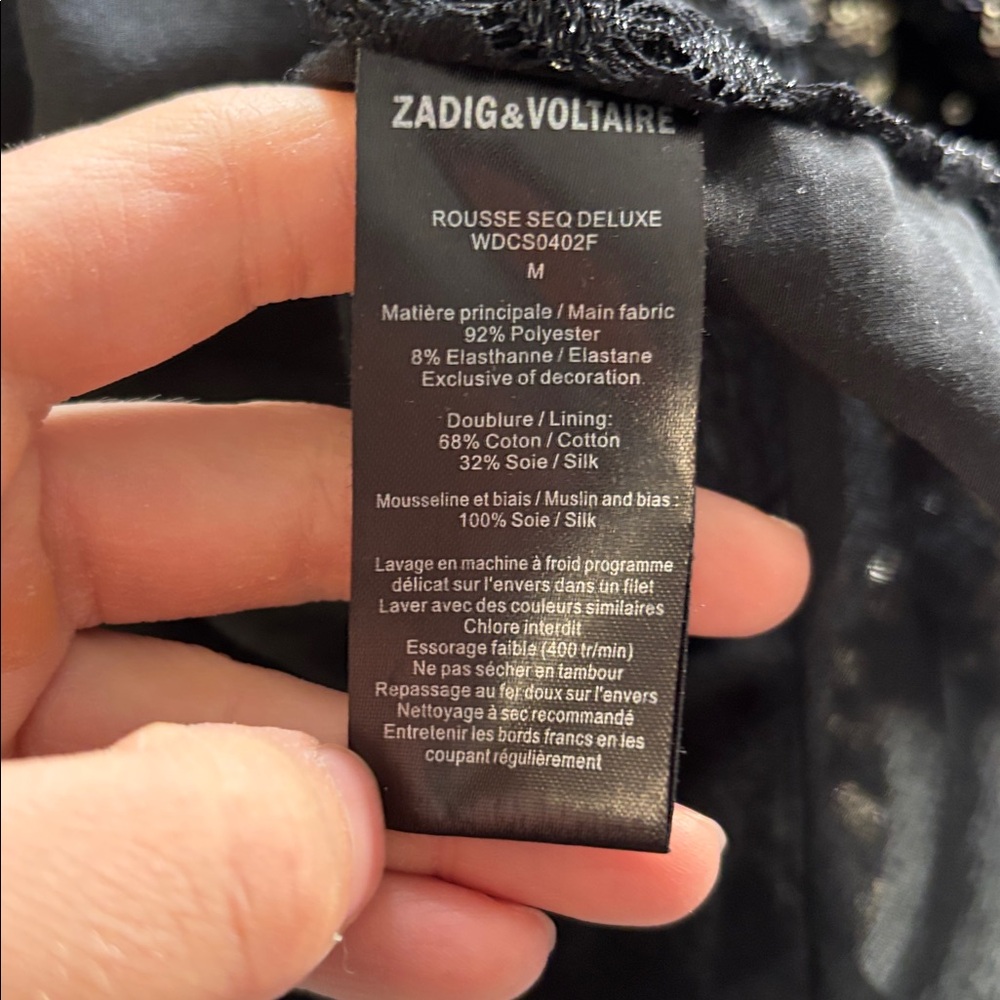 ZADIG&VOLTAIRE
ROUSSE SEQ DELUXE
WDCS0402F
M
Matière principale / Main fabric
92% Polyester
8% Elasthanne / Elastane
Exclusive of decoration
Doublure / Lining:
68% Coton / Cotton
32% Soie / Silk
Mousseline et biais / Muslin and bias :
100% Soie / Silk
Lavage en machine à froid programme
délicat sur l'envers dans un filet
Laver avec des couleurs similaires
Chlore interdit
Essorage faible (400 tr/min)
Ne pas sécher en tambour
Repassage au fer doux sur l'envers
Nettoyage à sec recommandé
Entretenir les bords francs en les
coupant régulièrement